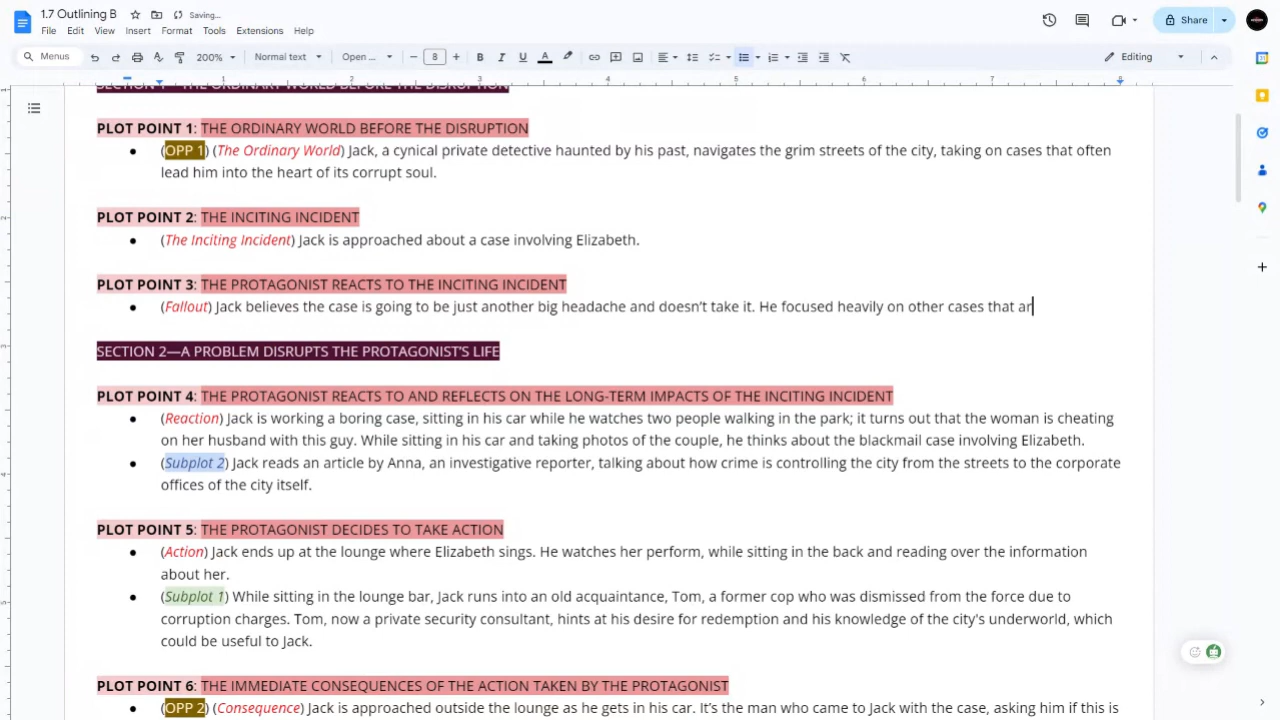 1.7 Outlining B
Saving...
File Edit View Insert Format Tools Extensions Help
Share
Menus
200%
Normal text
Open ...
8
Editing
1 2 3 4 5 6 7
SECTION 1—THE ORDINARY WORLD BEFORE THE DISRUPTION
PLOT POINT 1: THE ORDINARY WORLD BEFORE THE DISRUPTION
● (OPP 1) (The Ordinary World) Jack, a cynical private detective haunted by his past, navigates the grim streets of the city, taking on cases that often
lead him into the heart of its corrupt soul.
PLOT POINT 2: THE INCITING INCIDENT
● (The Inciting Incident) Jack is approached about a case involving Elizabeth.
PLOT POINT 3: THE PROTAGONIST REACTS TO THE INCITING INCIDENT
● (Fallout) Jack believes the case is going to be just another big headache and doesn’t take it. He focused heavily on other cases that ar
SECTION 2—A PROBLEM DISRUPTS THE PROTAGONIST’S LIFE
PLOT POINT 4: THE PROTAGONIST REACTS TO AND REFLECTS ON THE LONG-TERM IMPACTS OF THE INCITING INCIDENT
● (Reaction) Jack is working a boring case, sitting in his car while he watches two people walking in the park; it turns out that the woman is cheating
on her husband with this guy. While sitting in his car and taking photos of the couple, he thinks about the blackmail case involving Elizabeth.
● (Subplot 2) Jack reads an article by Anna, an investigative reporter, talking about how crime is controlling the city from the streets to the corporate
offices of the city itself.
PLOT POINT 5: THE PROTAGONIST DECIDES TO TAKE ACTION
● (Action) Jack ends up at the lounge where Elizabeth sings. He watches her perform, while sitting in the back and reading over the information
about her.
● (Subplot 1) While sitting in the lounge bar, Jack runs into an old acquaintance, Tom, a former cop who was dismissed from the force due to
corruption charges. Tom, now a private security consultant, hints at his desire for redemption and his knowledge of the city's underworld, which
could be useful to Jack.
PLOT POINT 6: THE IMMEDIATE CONSEQUENCES OF THE ACTION TAKEN BY THE PROTAGONIST
● (OPP 2) (Consequence) Jack is approached outside the lounge as he gets in his car. It’s the man who came to Jack with the case, asking him if this is